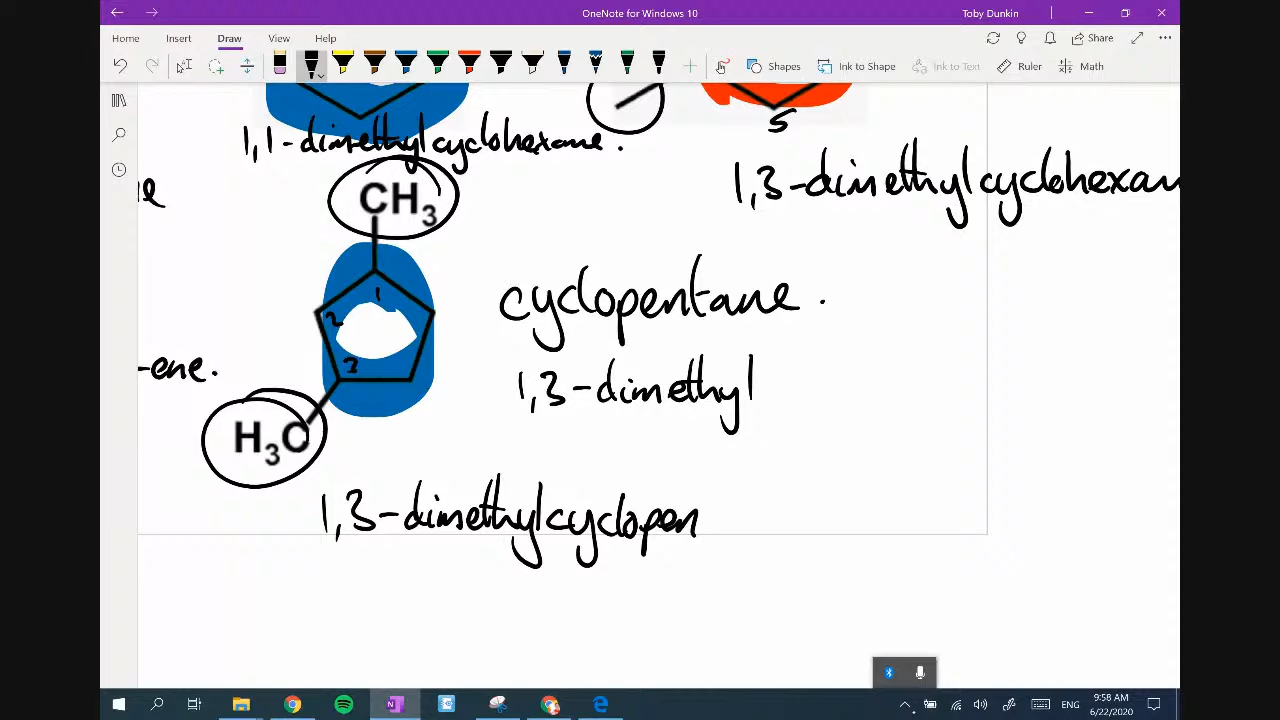 OneNote for Windows 10
Toby Dunkin
Home Insert Draw View Help
Share
Shapes Ink to Shape Ink to Text Ruler Math
5
1,1-dimethylcyclohexane.
1,3-dimethylcyclohexan
ne
CH3
1
2
3
cyclopentane.
1,3-dimethyl
-ene.
H3C
1,3-dimethylcyclopen
ENG
9:58 AM
6/22/2020